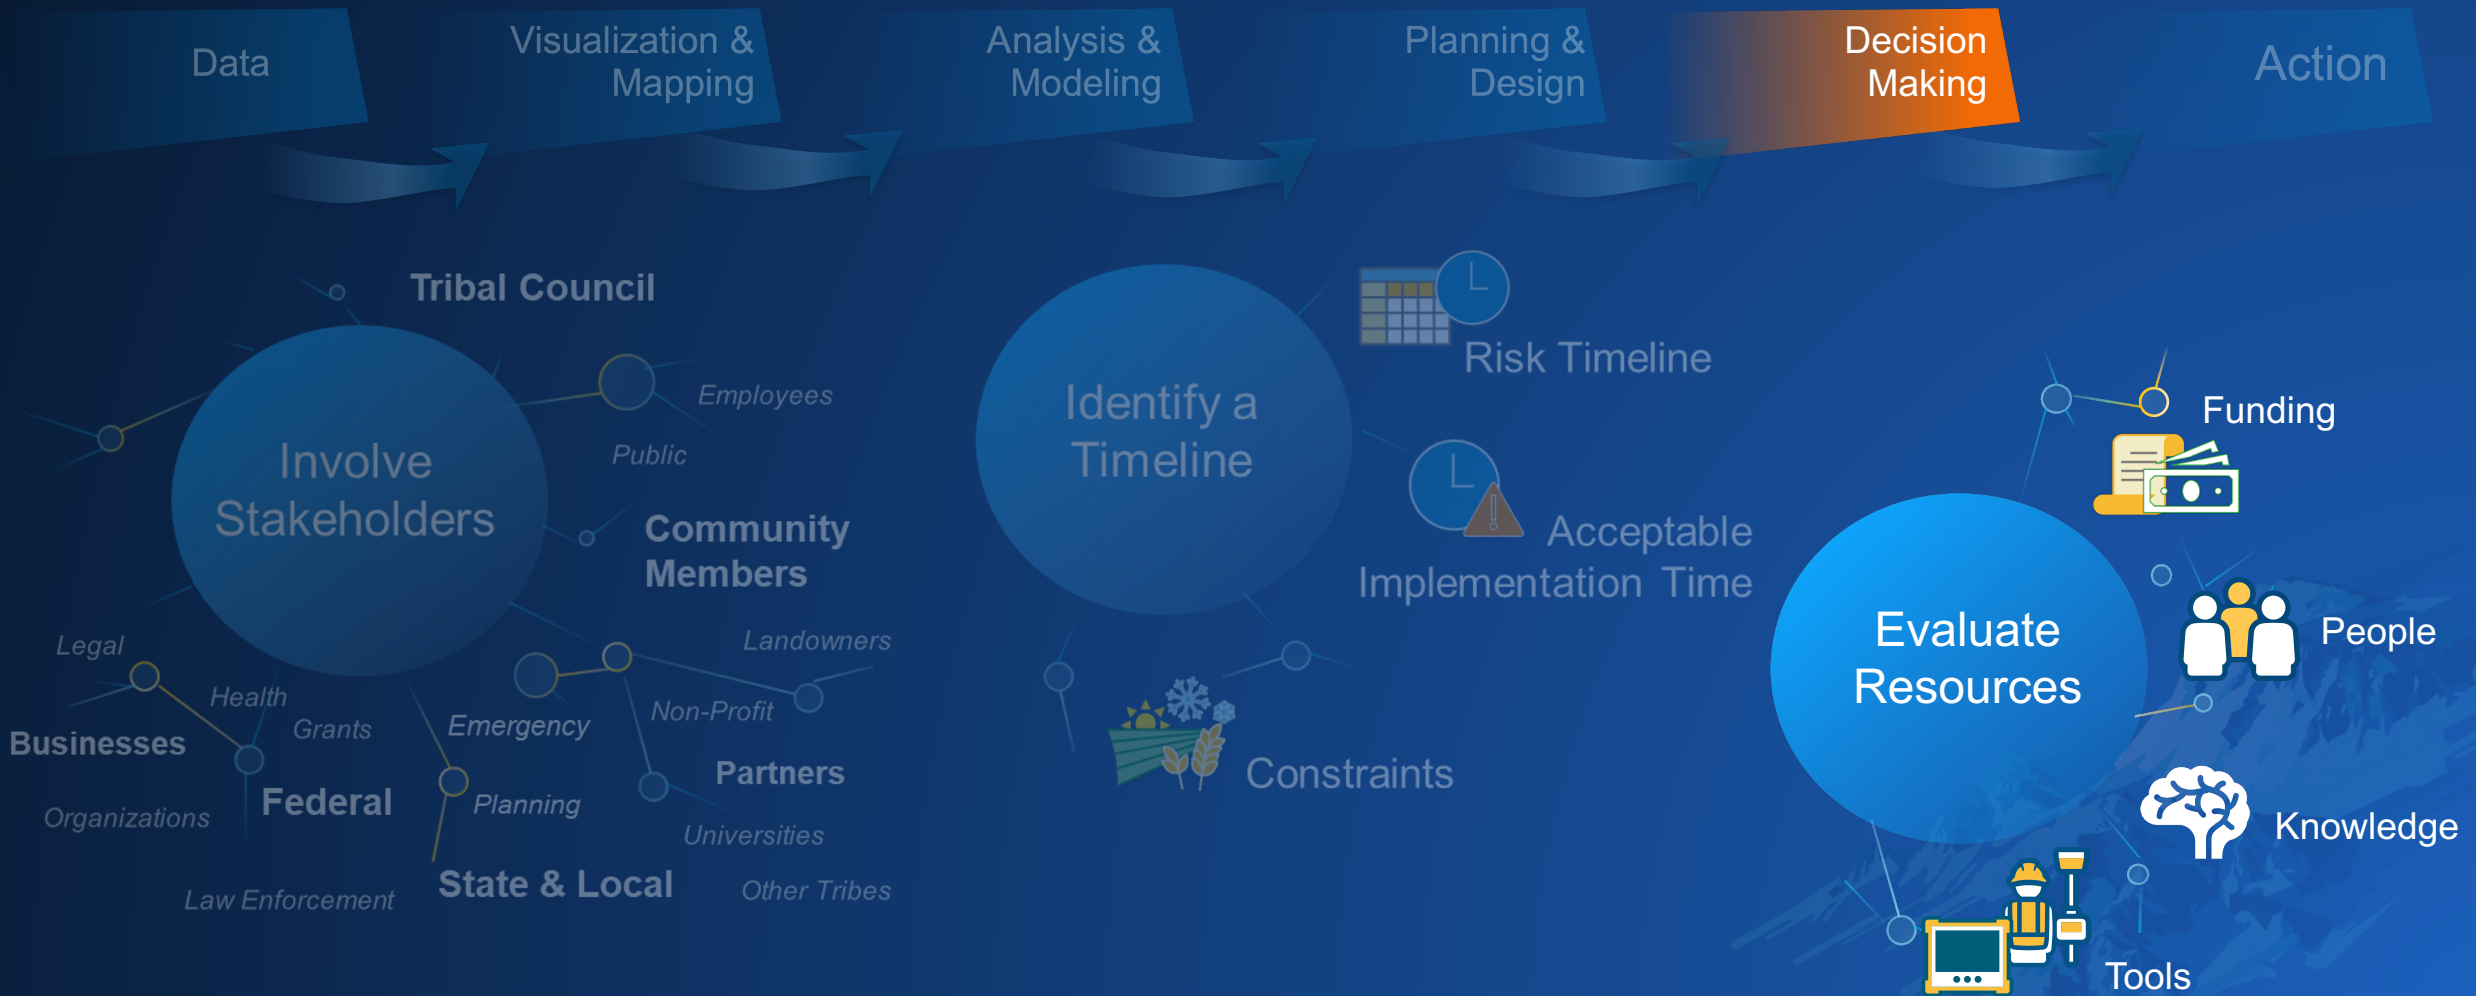 Data
Visualization &
Mapping
Analysis &
Modeling
Planning &
Design
Decision
Making
Action
Tribal Council
Employees
Public
Involve
Stakeholders
Community
Members
Landowners
Legal
Health
Grants
Emergency
Non-Profit
Businesses
Partners
Federal
Planning
Organizations
Universities
Law Enforcement
State & Local
Other Tribes
Identify a
Timeline
Risk Timeline
Acceptable
Implementation Time
Constraints
Evaluate
Resources
Funding
People
Knowledge
Tools